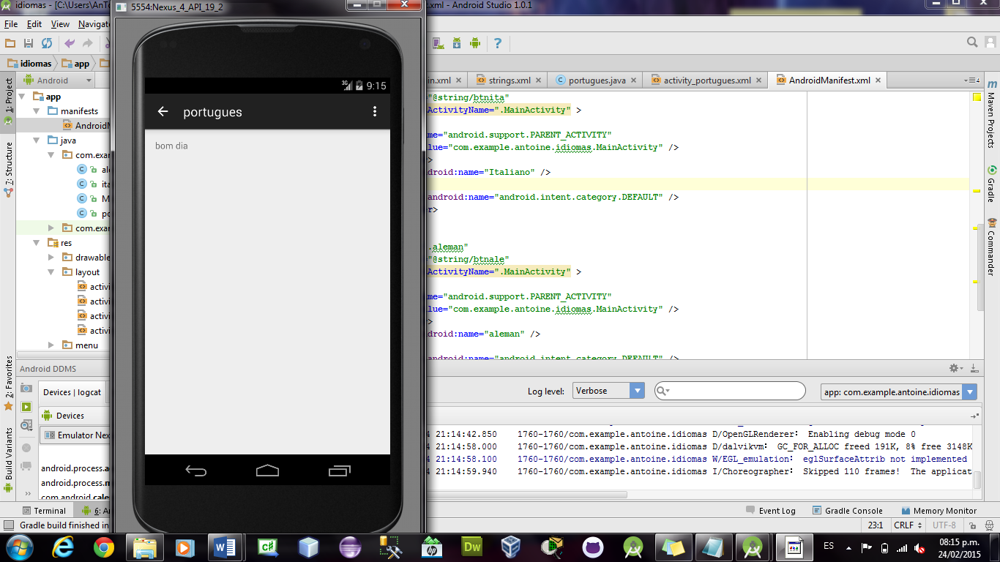 idiomas - [C:\Users\AnTo
5554:Nexus_4_API_19_2
.xml - Android Studio 1.0.1
File Edit View Navigate
idiomas app
Android
in.xml strings.xml portugues.java activity_portugues.xml AndroidManifest.xml
1: Project
7: Structure
2: Favorites
Build Variants
app
manifests
AndroidM
java
com.exar
ale
ita
M
po
com.exar
res
drawable
layout
activi
activi
activi
activi
menu
9:15
portugues
bom dia
"@string/btnita"
ActivityName=".MainActivity" >
me="android.support.PARENT_ACTIVITY"
lue="com.example.antoine.idiomas.MainActivity" />
>
droid:name="Italiano" />
android:name="android.intent.category.DEFAULT" />
r>
.aleman"
"@string/btnale"
ActivityName=".MainActivity" >
me="android.support.PARENT_ACTIVITY"
lue="com.example.antoine.idiomas.MainActivity" />
>
droid:name="aleman" />
android:name="android.intent.category.DEFAULT" />
m
Maven Projects
Gradle
Commander
Android DDMS
Devices | logcat
Devices
Emulator Nex
android.process.a
android.process.m
com.android.cale
Log level: Verbose app: com.example.antoine.idiomas
4 21:14:42.850 1760-1760/com.example.antoine.idiomas D/OpenGLRenderer: Enabling debug mode 0
4 21:14:58.000 1760-1760/com.example.antoine.idiomas D/dalvikvm: GC_FOR_ALLOC freed 191K, 8% free 3148K
4 21:14:58.100 1760-1760/com.example.antoine.idiomas W/EGL_emulation: eglSurfaceAttrib not implemented
4 21:14:59.940 1760-1760/com.example.antoine.idiomas I/Choreographer: Skipped 110 frames! The applicat
Terminal 6: An Event Log Gradle Console Memory Monitor
Gradle build finished in 23:1 CRLF UTF-8
ES 08:15 p.m.
24/02/2015